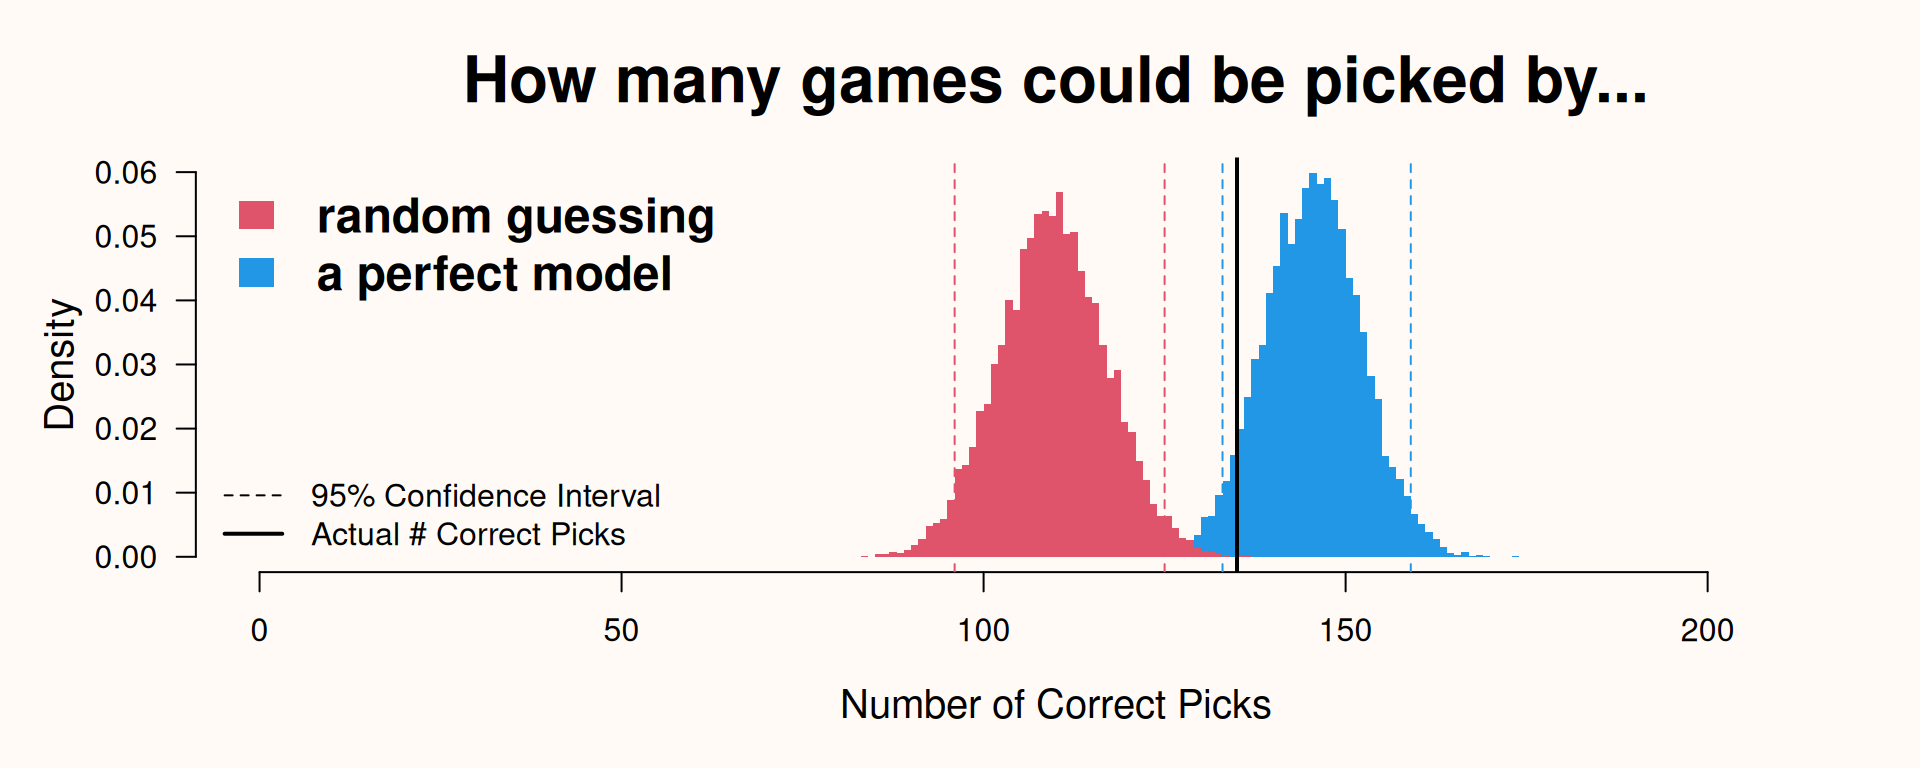 How many games could be picked by...
random guessing
a perfect model
95% Confidence Interval
Actual # Correct Picks
Density
0.06
0.05
0.04
0.03
0.02
0.01
0.00
0 50 100 150 200
Number of Correct Picks